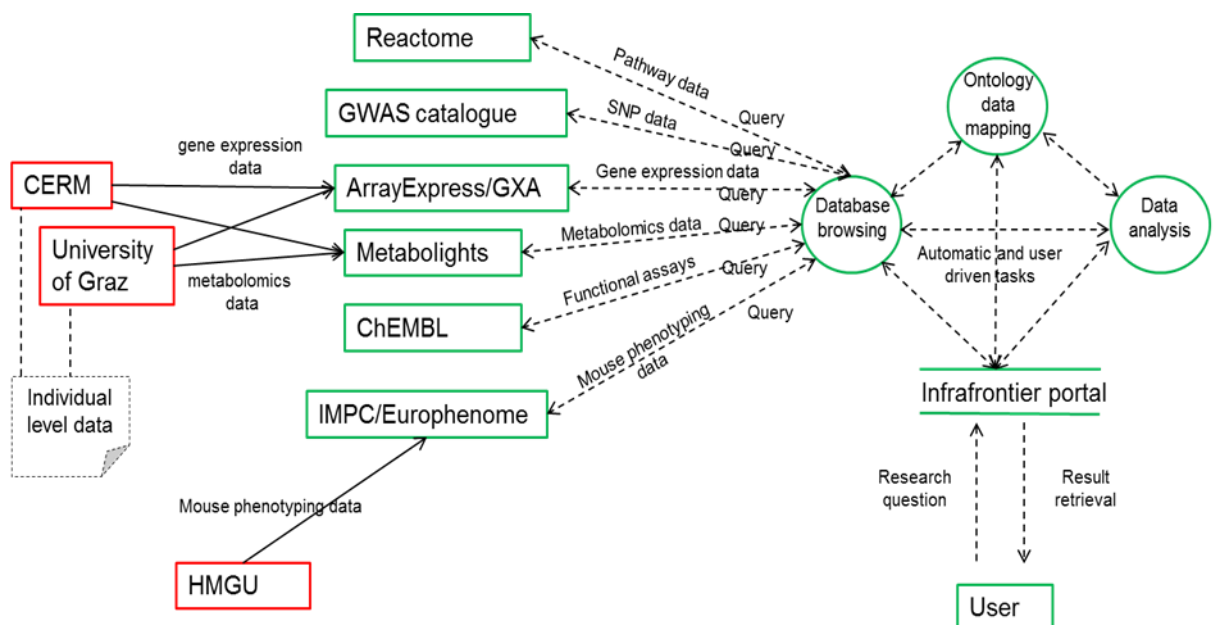 Reactome
Pathway data
Query
GWAS catalogue
SNP data
Query
Ontology
data
mapping
gene expression
data
CERM
ArrayExpress/GXA
Gene expression data
Query
Database
browsing
Data
analysis
University
of Graz
metabolomics
data
Metabolights
Metabolomics data
Query
Automatic and user
driven tasks
ChEMBL
Functional assays
Query
Individual
level data
IMPC/Europhenome
Mouse phenotyping
data
Query
Infrafrontier portal
Mouse phenotyping data
Research
question
Result
retrieval
HMGU
User